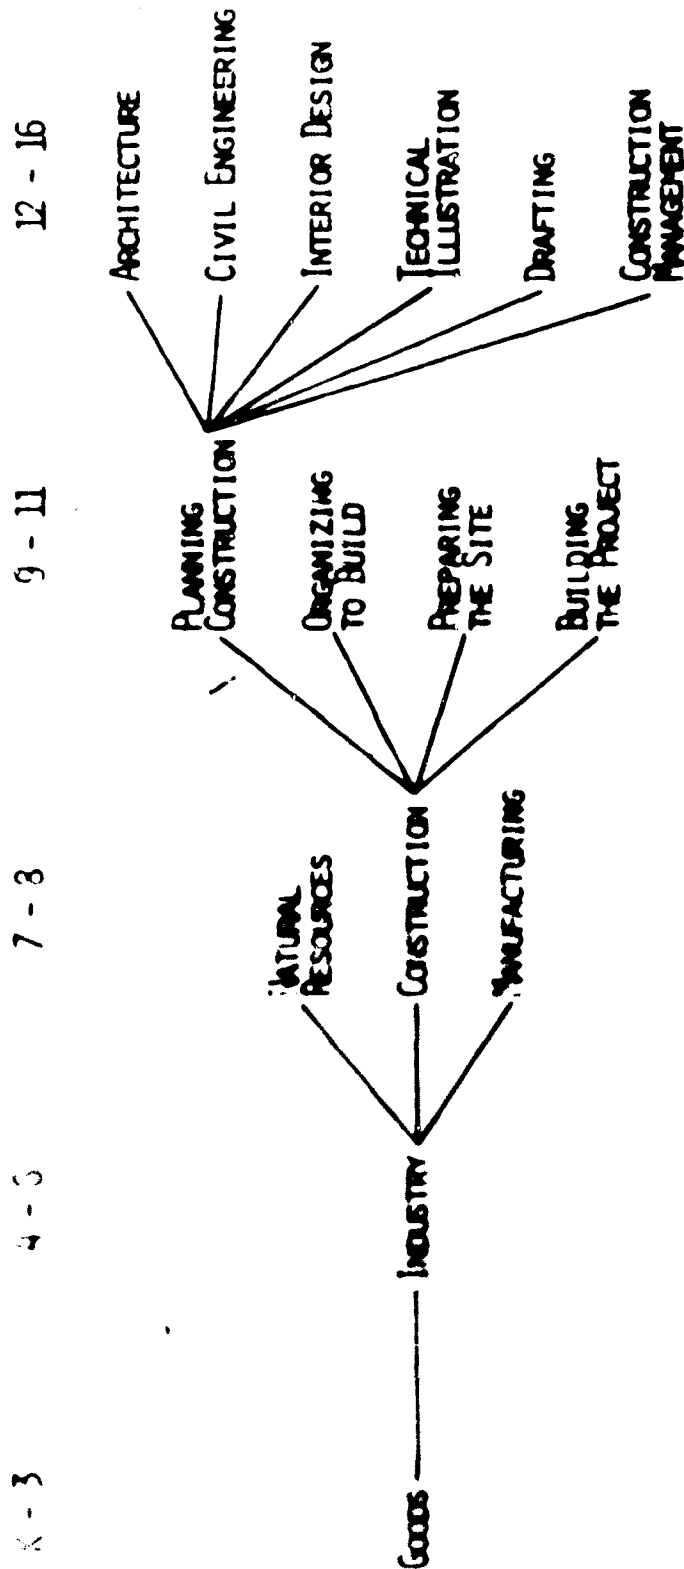 K - 3
4 - 6
7 - 8
9 - 11
12 - 16
GOODS
INDUSTRY
NATURAL
RESOURCES
CONSTRUCTION
MANUFACTURING
PLANNING
CONSTRUCTION
ORGANIZING
TO BUILD
PREPARING
THE SITE
BUILDING
THE PROJECT
ARCHITECTURE
CIVIL ENGINEERING
INTERIOR DESIGN
TECHNICAL
ILLUSTRATION
DRAFTING
CONSTRUCTION
MANAGEMENT